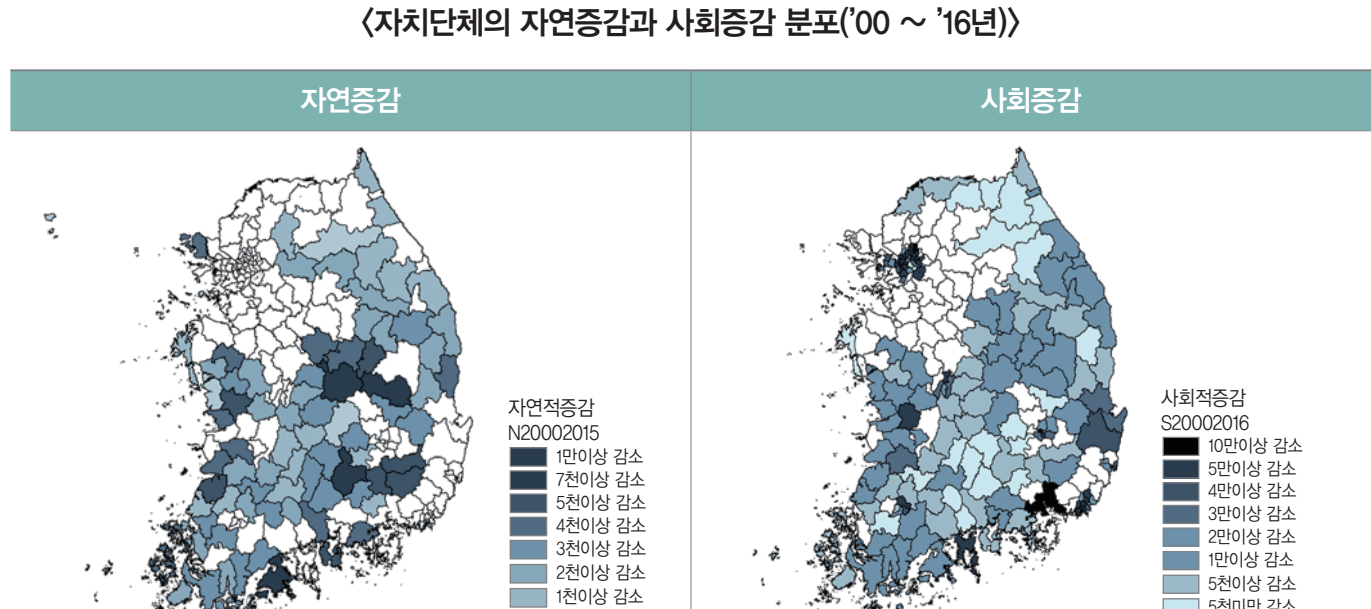 〈자치단체의 자연증감과 사회증감 분포(’00 ~ ’16년)〉
자연증감
사회증감
자연적증감
N20002015
1만이상 감소
7천이상 감소
5천이상 감소
4천이상 감소
3천이상 감소
2천이상 감소
1천이상 감소
사회적증감
S20002016
10만이상 감소
5만이상 감소
4만이상 감소
3만이상 감소
2만이상 감소
1만이상 감소
5천이상 감소
5천미만 감소